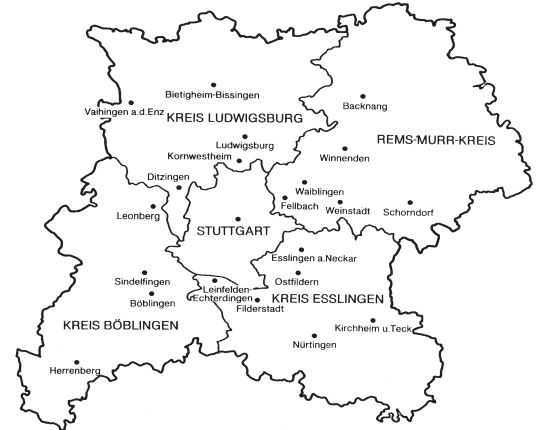 Bietigheim-Bissingen
Backnang
Vaihingen a.d.Enz
KREIS LUDWIGSBURG
REMS-MURR-KREIS
Ludwigsburg
Kornwestheim
Winnenden
Ditzingen
Waiblingen
Fellbach
Weinstadt
Schorndorf
Leonberg
STUTTGART
Esslingen a.Neckar
Sindelfingen
Ostfildern
Leinfelden-
Echterdingen
Böblingen
KREIS ESSLINGEN
Filderstadt
KREIS BÖBLINGEN
Kirchheim u.Teck
Nürtingen
Herrenberg